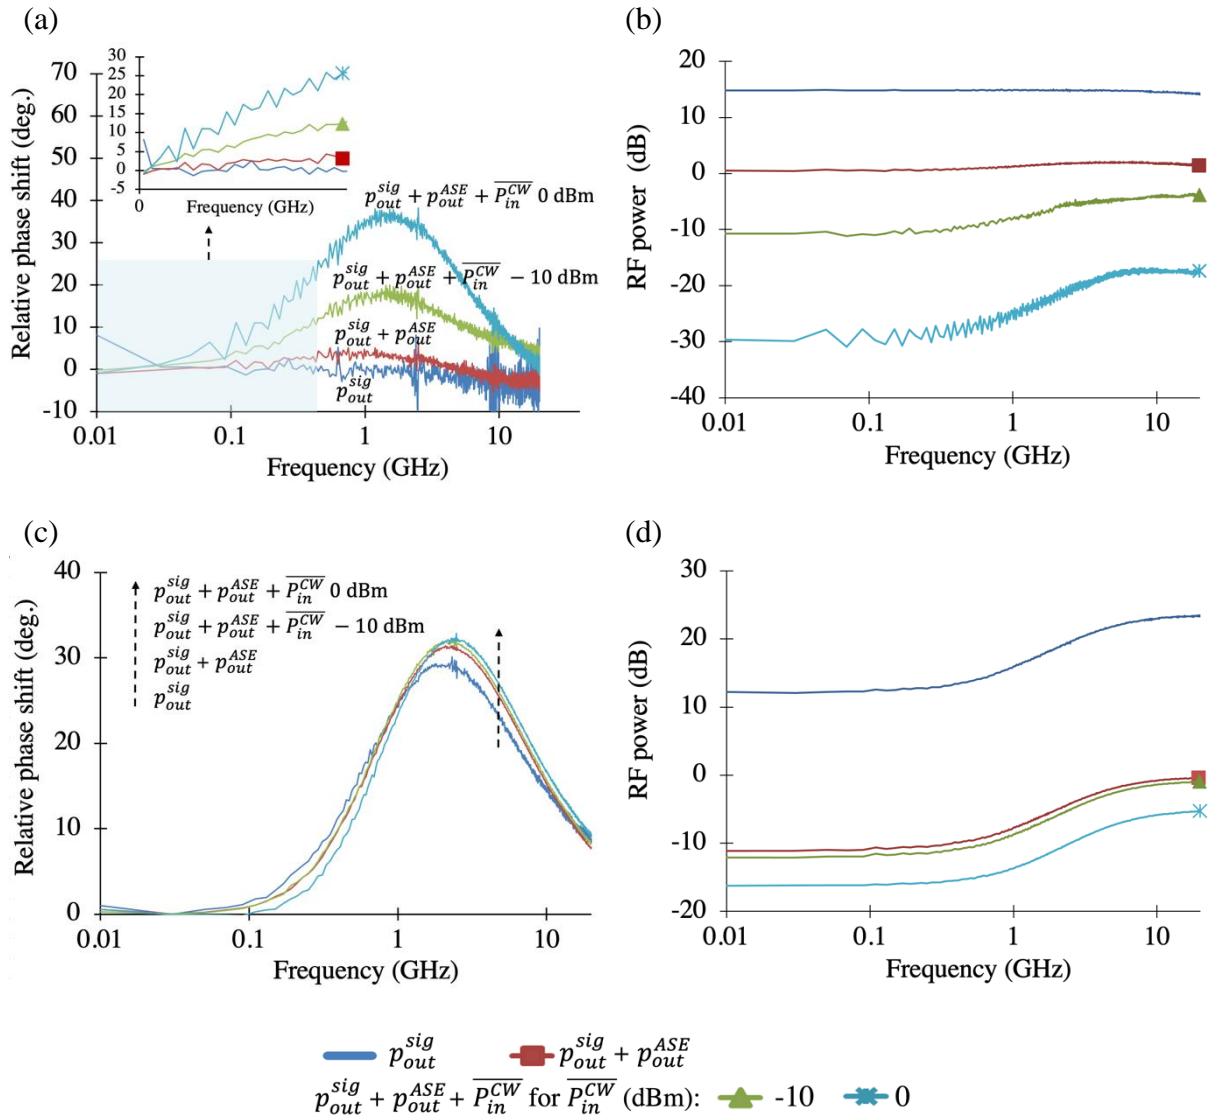 (a)
Relative phase shift (deg.)
70
60
50
40
30
20
10
0
-10
0.01
0.1
1
10
Frequency (GHz)
30
25
20
15
10
5
0
-5
0
Frequency (GHz)
p_out^sig + p_out^ASE + \overline{P_in^CW} 0 dBm
p_out^sig + p_out^ASE + \overline{P_in^CW} − 10 dBm
p_out^sig + p_out^ASE
p_out^sig
(b)
RF power (dB)
20
10
0
-10
-20
-30
-40
0.01
0.1
1
10
Frequency (GHz)
(c)
Relative phase shift (deg.)
40
30
20
10
0
0.01
0.1
1
10
Frequency (GHz)
p_out^sig + p_out^ASE + \overline{P_in^CW} 0 dBm
p_out^sig + p_out^ASE + \overline{P_in^CW} − 10 dBm
p_out^sig + p_out^ASE
p_out^sig
(d)
RF power (dB)
30
20
10
0
-10
-20
0.01
0.1
1
10
Frequency (GHz)
p_out^sig p_out^sig + p_out^ASE
p_out^sig + p_out^ASE + \overline{P_in^CW} for \overline{P_in^CW} (dBm): -10 0